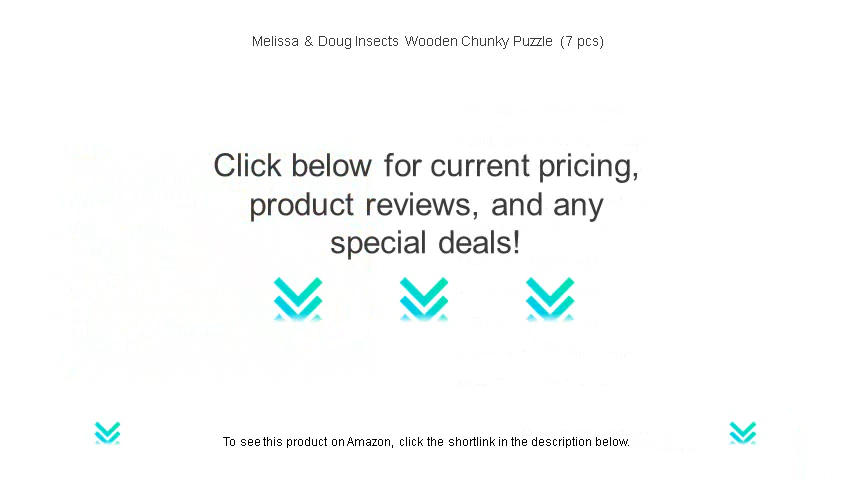 Melissa & Doug Insects Wooden Chunky Puzzle (7 pcs)
Click below for current pricing,
product reviews, and any
special deals!
To see this product on Amazon, click the shortlink in the description below.